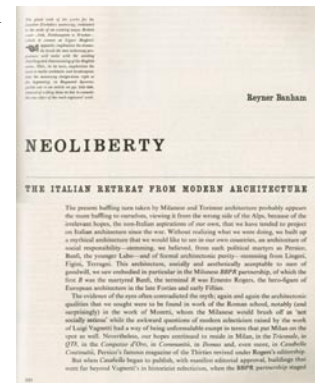 Reyner Banham
NEOLIBERTY
THE ITALIAN RETREAT FROM MODERN ARCHITECTURE
The present baffling turn taken by Milanese and Torinese architecture probably appears
the more baffling to ourselves, viewing it from the wrong side of the Alps, because of the
irrelevant hopes, the non-Italian aspirations of our own, that we have tended to project
on Italian architecture since the war. Without realizing what we were doing, we built up
a mythical architecture that we would like to see in our own countries, an architecture of
social responsibility—stemming, we believed, from such political martyrs as Persico,
Banfi, the younger Labo—and of formal architectonic purity—stemming from Lingeri,
Figini, Terragni. This architecture, socially and aesthetically acceptable to men of
goodwill, we saw embodied in particular in the Milanese BBPR partnership, of which the
first B was the martyred Banfi, the terminal R was Ernesto Rogers, the hero-figure of
European architecture in the late Forties and early Fifties.
The evidence of the eyes often contradicted the myth; again and again the architectonic
qualities that we sought were to be found in work of the Roman school, notably (and
surprisingly) in the work of Moretti, whom the Milanese would brush off as 'not
socially serious' while the awkward questions of modern eclecticism raised by the work
of Luigi Vagnetti had a way of being unformulable except in terms that put Milan on the
spot as well. Nevertheless, our hopes continued to reside in Milan, in the Triennale, in
QT8, in the Compasso d'Oro, in Communità, in Domus and, even more, in Casabella
Continuità, Persico's famous magazine of the Thirties revived under Rogers's editorship.
But when Casabella began to publish, with manifest editorial approval, buildings that
went far beyond Vagnetti's in historicist eclecticism, when the BBPR partnership staged